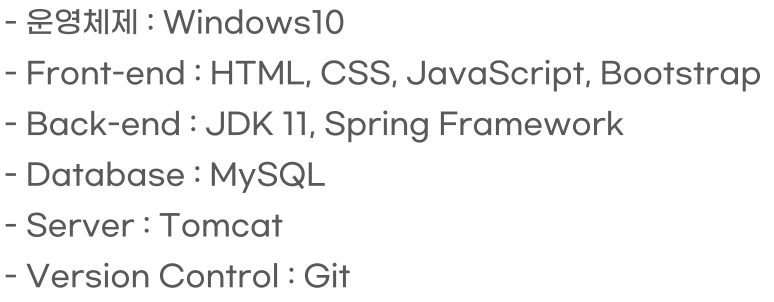 - 운영체제 : Windows10
- Front-end : HTML, CSS, JavaScript, Bootstrap
- Back-end : JDK 11, Spring Framework
- Database : MySQL
- Server : Tomcat
- Version Control : Git